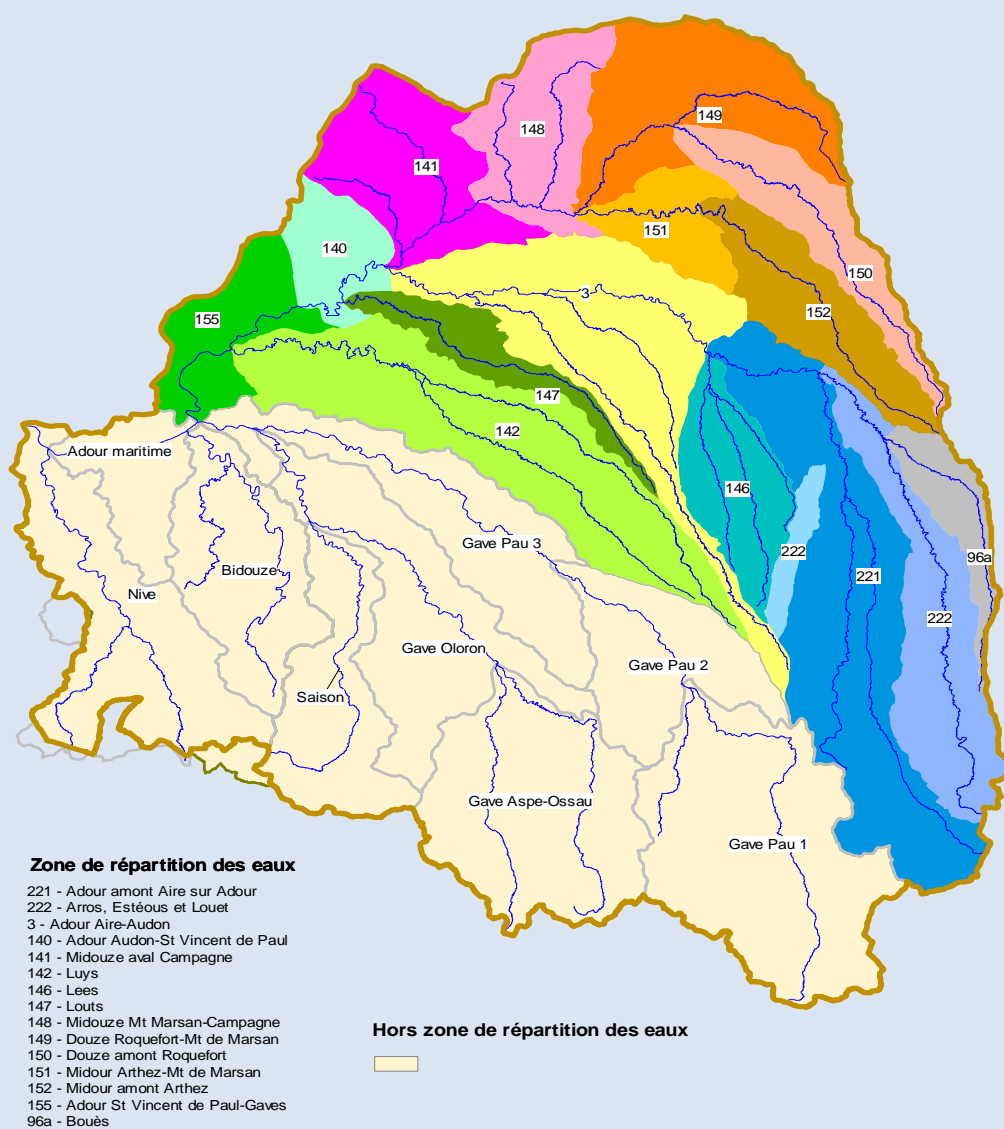 149
148
141
151
140
150
3
152
155
147
142
Adour maritime
146
Gave Pau 3
222
96a
Bidouze
221
Nive
222
Gave Oloron
Gave Pau 2
Saison
Gave Aspe-Ossau
Gave Pau 1
Zone de répartition des eaux
221 - Adour amont Aire sur Adour
222 - Arros, Estéous et Louet
3 - Adour Aire-Audon
140 - Adour Audon-St Vincent de Paul
141 - Midouze aval Campagne
142 - Luys
146 - Lees
147 - Louts
148 - Midouze Mt Marsan-Campagne
149 - Douze Roquefort-Mt de Marsan
150 - Douze amont Roquefort
151 - Midour Arthez-Mt de Marsan
152 - Midour amont Arthez
155 - Adour St Vincent de Paul-Gaves
96a - Bouès
Hors zone de répartition des eaux